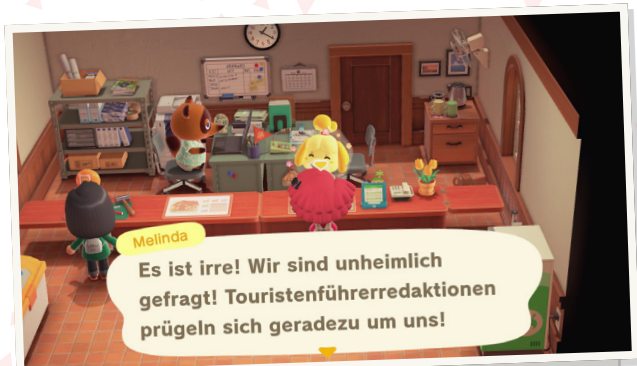 Melinda
Es ist irre! Wir sind unheimlich
gefragt! Touristenführerredaktionen
prügeln sich geradezu um uns!